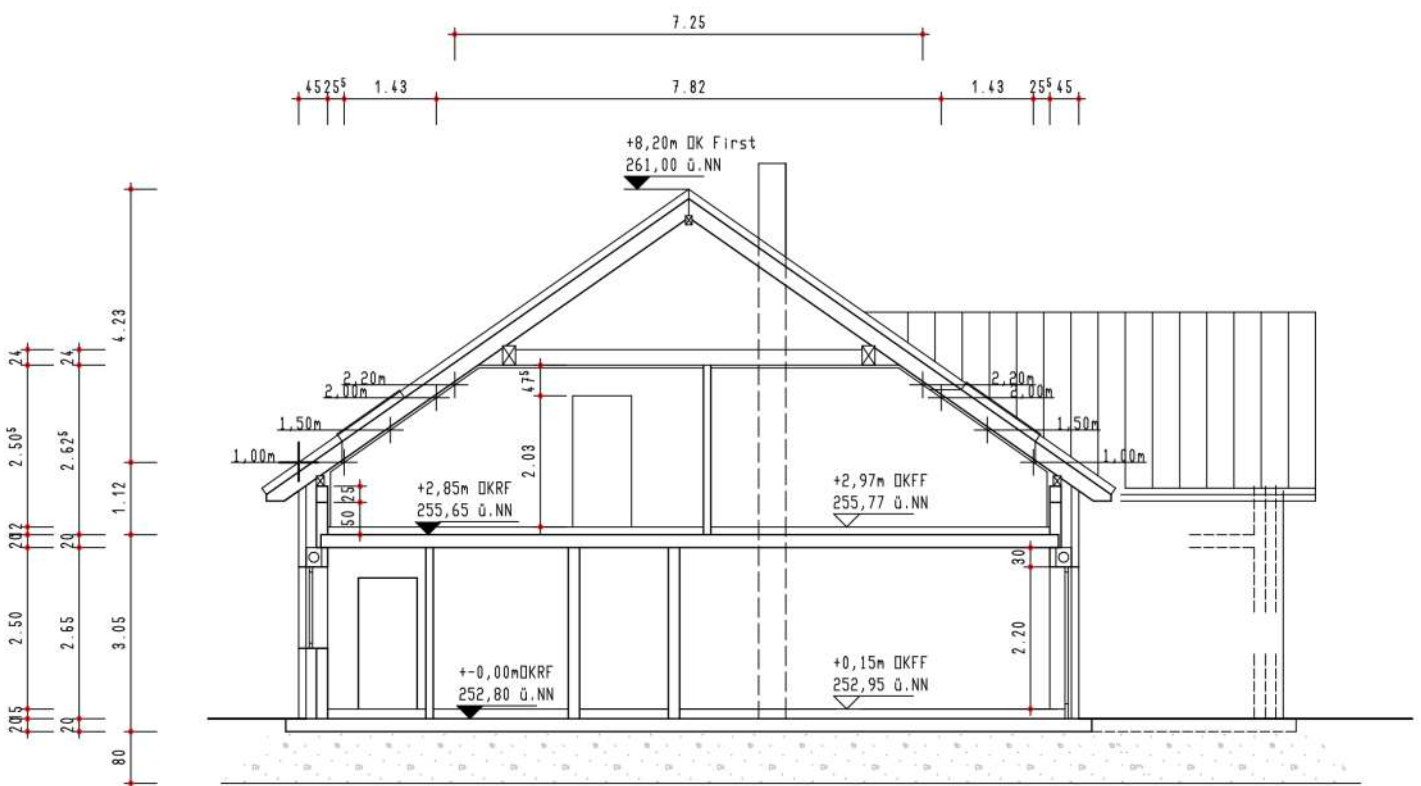 7.25
45 25⁵ 1.43 7.82 1.43 25⁵ 45
+8,20m OK First
261,00 ü.NN
4.23
24 24
2,20m 47⁵ 2,20m
2,00m 2,00m
1,50m 1,50m
2.50⁵ 2.62⁵ 2.03
1,00m 1,00m
+2,85m OKRF +2,97m OKFF
255,65 ü.NN 255,77 ü.NN
1.12 25
50
12
20 20
30
2.50 2.65 3.05 2.20
+-0,00mOKRF +0,15m OKFF
252,80 ü.NN 252,95 ü.NN
15
20 20
80